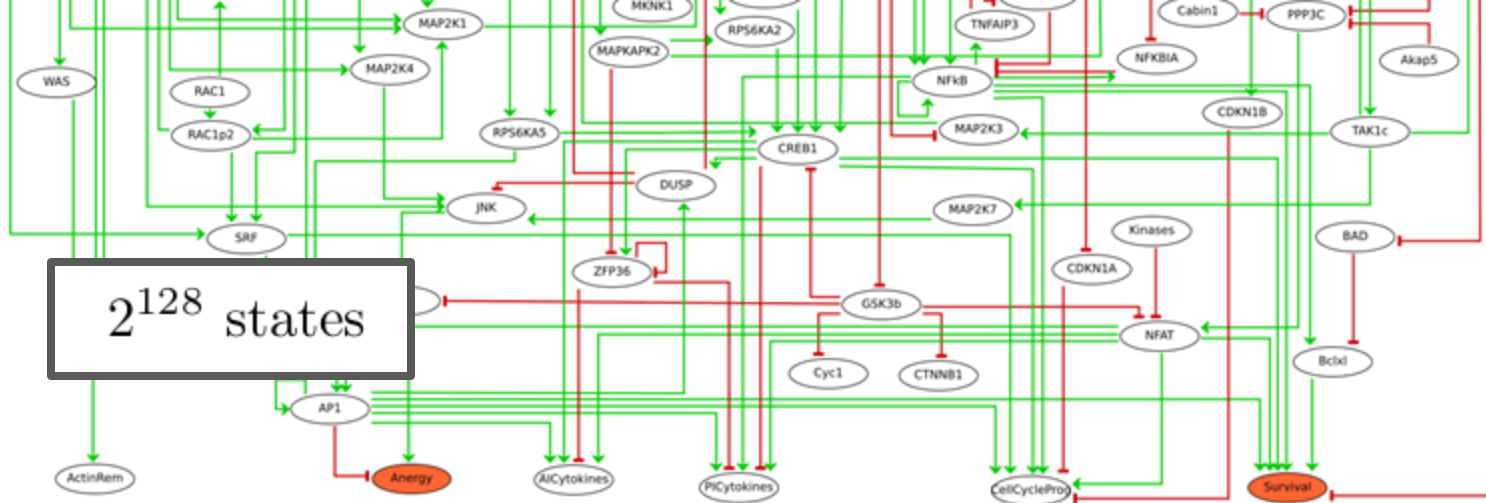 MKNK1
Cabin1
PPP3C
MAP2K1
TNFAIP3
RPS6KA2
MAPKAPK2
NFKBIA
Akap5
MAP2K4
WAS
RAC1
NFkB
CDKN1B
RAC1p2
RPS6KA5
MAP2K3
TAK1c
CREB1
DUSP
JNK
MAP2K7
SRF
Kinases
BAD
ZFP36
CDKN1A
2^128 states
GSK3b
NFAT
Cyc1
CTNNB1
Bclxl
AP1
ActinRem
Anergy
AICytokines
PICytokines
CellCycleProg
Survival